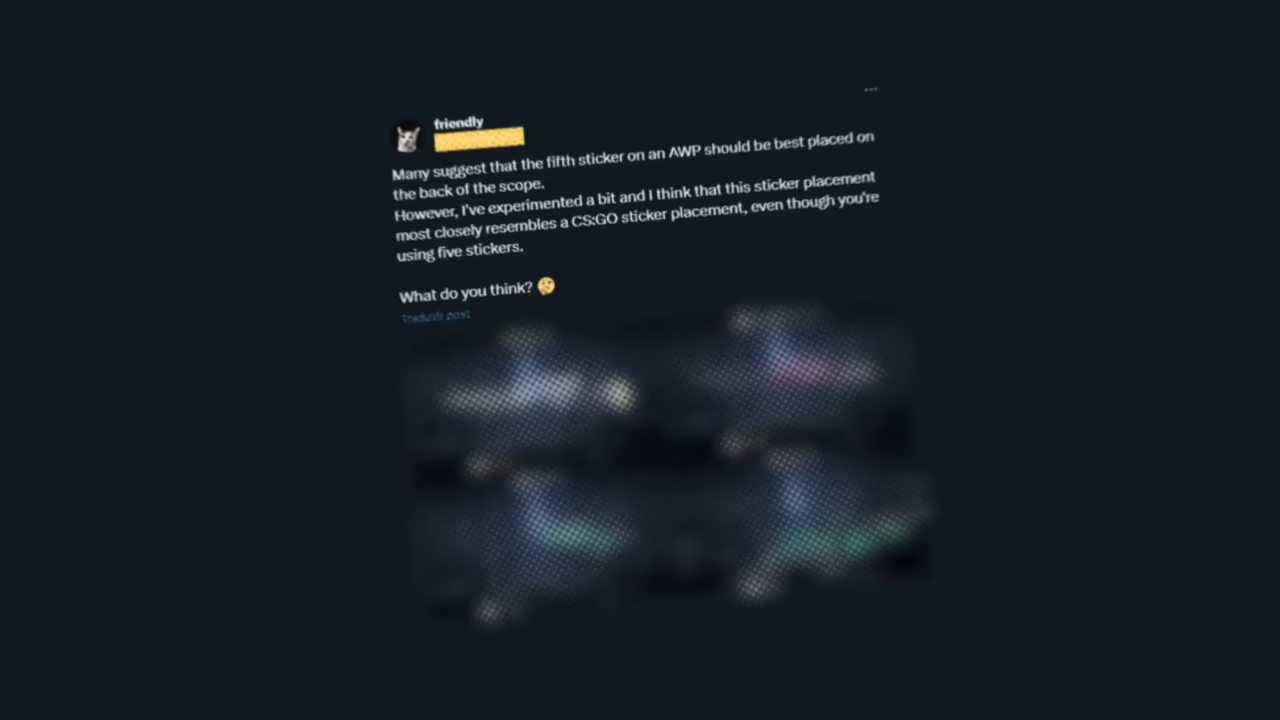 friendly
Many suggest that the fifth sticker on an AWP should be best placed on
the back of the scope.
However, I've experimented a bit and I think that this sticker placement
most closely resembles a CS:GO sticker placement, even though you're
using five stickers.
What do you think? 🤔
Traduzir post